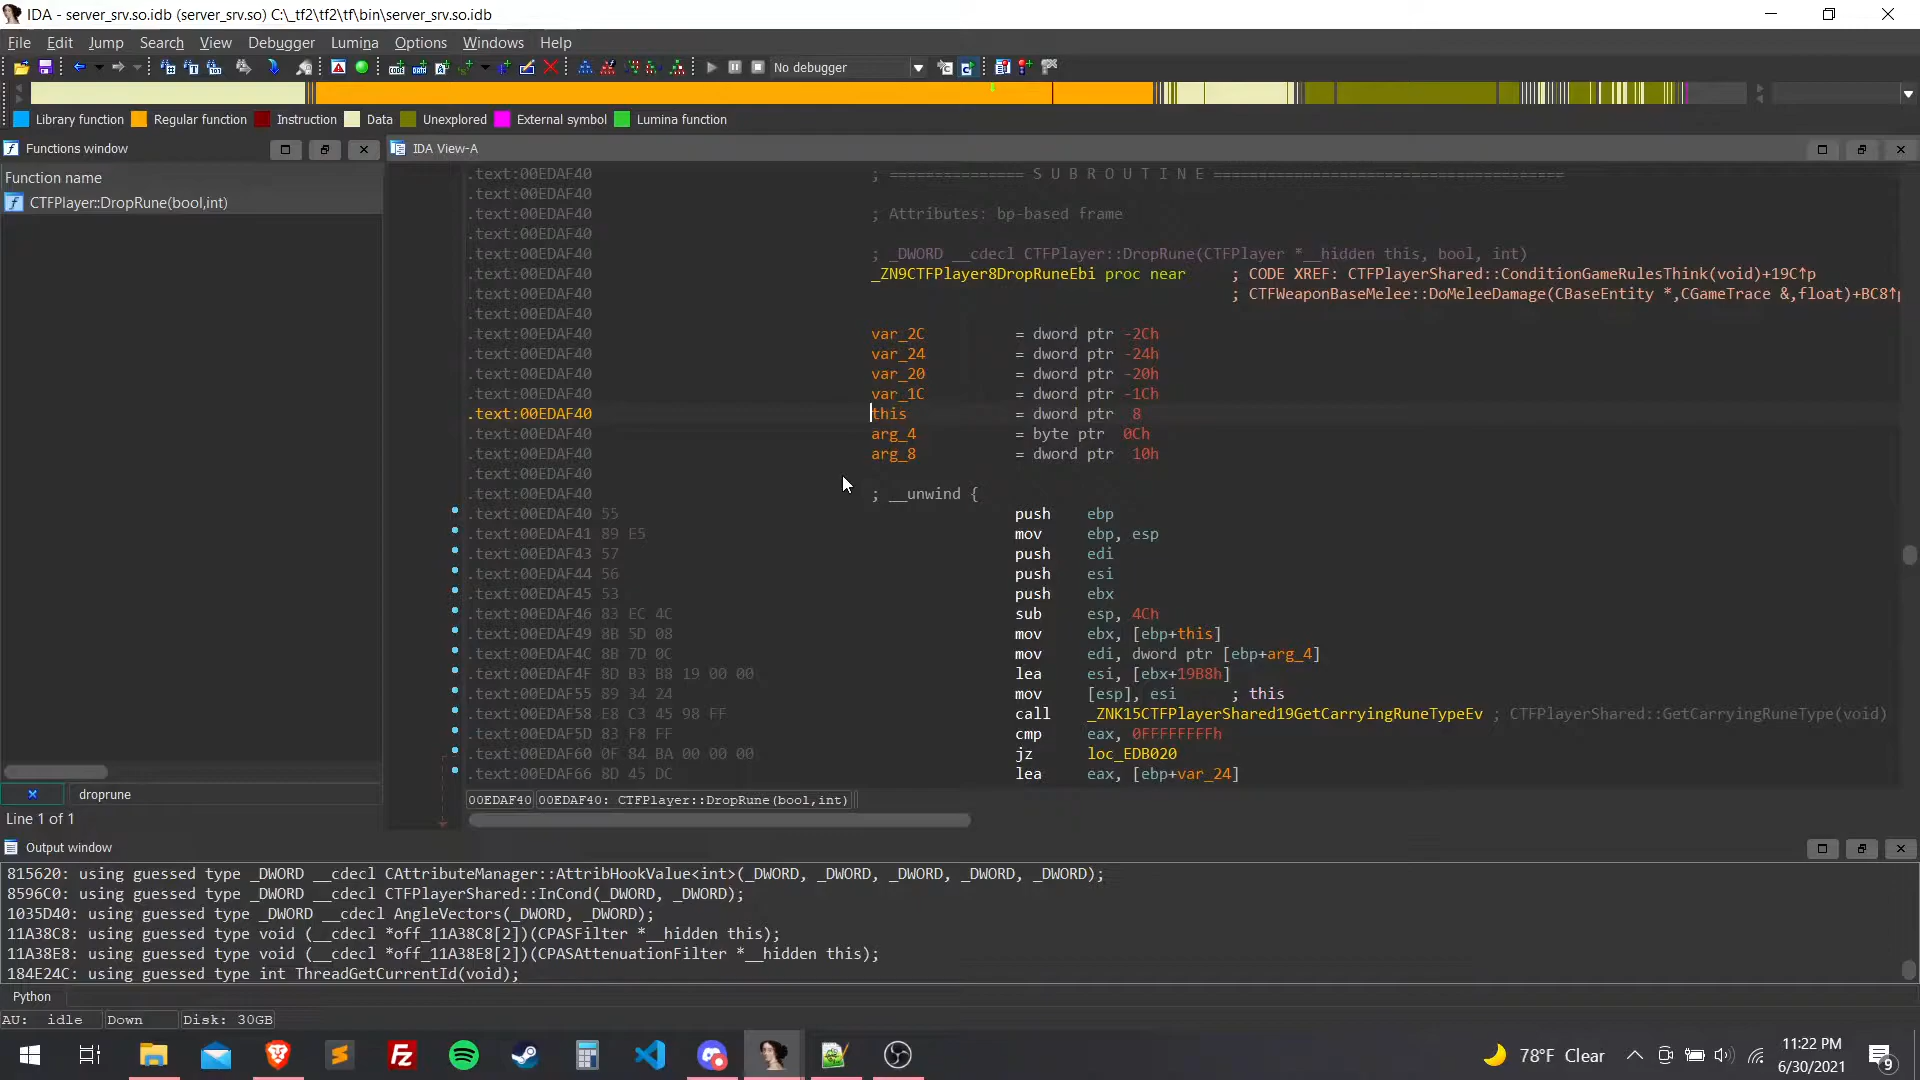 IDA - server_srv.so.idb (server_srv.so) C:\_tf2\tf2\tf\bin\server_srv.so.idb
File Edit Jump Search View Debugger Lumina Options Windows Help
No debugger
Library function Regular function Instruction Data Unexplored External symbol Lumina function
Functions window
IDA View-A
Function name
CTFPlayer::DropRune(bool,int)
.text:00EDAF40 ; =============== S U B R O U T I N E =======================================
.text:00EDAF40
.text:00EDAF40 ; Attributes: bp-based frame
.text:00EDAF40
.text:00EDAF40 ; _DWORD __cdecl CTFPlayer::DropRune(CTFPlayer *__hidden this, bool, int)
.text:00EDAF40 _ZN9CTFPlayer8DropRuneEbi proc near ; CODE XREF: CTFPlayerShared::ConditionGameRulesThink(void)+19C↑p
.text:00EDAF40 ; CTFWeaponBaseMelee::DoMeleeDamage(CBaseEntity *,CGameTrace &,float)+BC8↑p
.text:00EDAF40
.text:00EDAF40 var_2C = dword ptr -2Ch
.text:00EDAF40 var_24 = dword ptr -24h
.text:00EDAF40 var_20 = dword ptr -20h
.text:00EDAF40 var_1C = dword ptr -1Ch
.text:00EDAF40 this = dword ptr 8
.text:00EDAF40 arg_4 = byte ptr 0Ch
.text:00EDAF40 arg_8 = dword ptr 10h
.text:00EDAF40
.text:00EDAF40 ; __unwind {
.text:00EDAF40 55 push ebp
.text:00EDAF41 89 E5 mov ebp, esp
.text:00EDAF43 57 push edi
.text:00EDAF44 56 push esi
.text:00EDAF45 53 push ebx
.text:00EDAF46 83 EC 4C sub esp, 4Ch
.text:00EDAF49 8B 5D 08 mov ebx, [ebp+this]
.text:00EDAF4C 8B 7D 0C mov edi, dword ptr [ebp+arg_4]
.text:00EDAF4F 8D B3 B8 19 00 00 lea esi, [ebx+19B8h]
.text:00EDAF55 89 34 24 mov [esp], esi ; this
.text:00EDAF58 E8 C3 45 98 FF call _ZNK15CTFPlayerShared19GetCarryingRuneTypeEv ; CTFPlayerShared::GetCarryingRuneType(void)
.text:00EDAF5D 83 F8 FF cmp eax, 0FFFFFFFFh
.text:00EDAF60 0F 84 BA 00 00 00 jz loc_EDB020
.text:00EDAF66 8D 45 DC lea eax, [ebp+var_24]
droprune
00EDAF40 00EDAF40: CTFPlayer::DropRune(bool,int)
Line 1 of 1
Output window
815620: using guessed type _DWORD __cdecl CAttributeManager::AttribHookValue<int>(_DWORD, _DWORD, _DWORD, _DWORD, _DWORD);
8596C0: using guessed type _DWORD __cdecl CTFPlayerShared::InCond(_DWORD, _DWORD);
1035D40: using guessed type _DWORD __cdecl AngleVectors(_DWORD, _DWORD);
11A38C8: using guessed type void (__cdecl *off_11A38C8[2])(CPASFilter *__hidden this);
11A38E8: using guessed type void (__cdecl *off_11A38E8[2])(CPASAttenuationFilter *__hidden this);
184E24C: using guessed type int ThreadGetCurrentId(void);
Python
AU: idle Down Disk: 30GB
78°F Clear
11:22 PM
6/30/2021
9